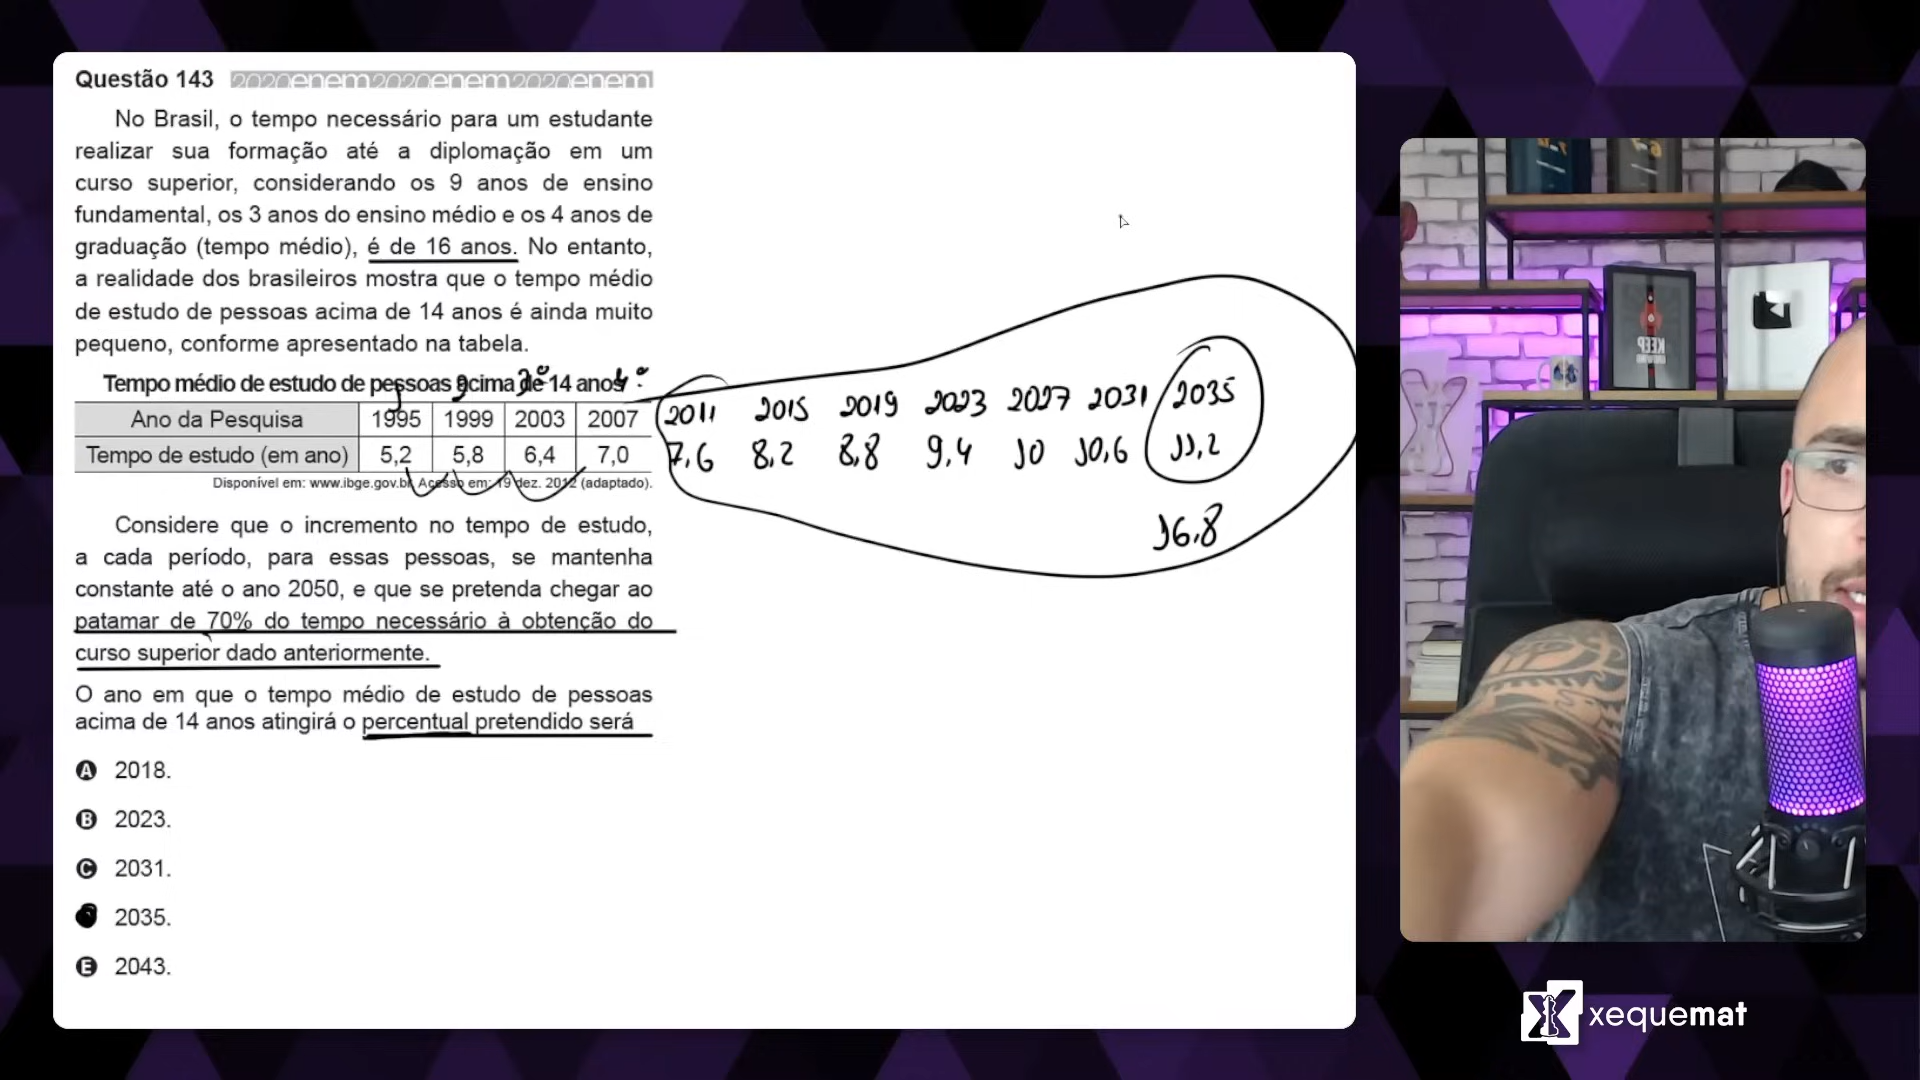 Questão 143 2020enem2020enem2020enem
No Brasil, o tempo necessário para um estudante
realizar sua formação até a diplomação em um
curso superior, considerando os 9 anos de ensino
fundamental, os 3 anos do ensino médio e os 4 anos de
graduação (tempo médio), é de 16 anos. No entanto,
a realidade dos brasileiros mostra que o tempo médio
de estudo de pessoas acima de 14 anos é ainda muito
pequeno, conforme apresentado na tabela.
Tempo médio de estudo de pessoas acima de 14 anos
3º 4º
Ano da Pesquisa 1995 1999 2003 2007 2011 2015 2019 2023 2027 2031 2035
Tempo de estudo (em ano) 5,2 5,8 6,4 7,0 7,6 8,2 8,8 9,4 10 10,6 11,2
Disponível em: www.ibge.gov.br. Acesso em: 19 dez. 2012 (adaptado).
16,8
Considere que o incremento no tempo de estudo,
a cada período, para essas pessoas, se mantenha
constante até o ano 2050, e que se pretenda chegar ao
patamar de 70% do tempo necessário à obtenção do
curso superior dado anteriormente.
O ano em que o tempo médio de estudo de pessoas
acima de 14 anos atingirá o percentual pretendido será
A 2018.
B 2023.
C 2031.
2035.
E 2043.
KEEP
xequemat